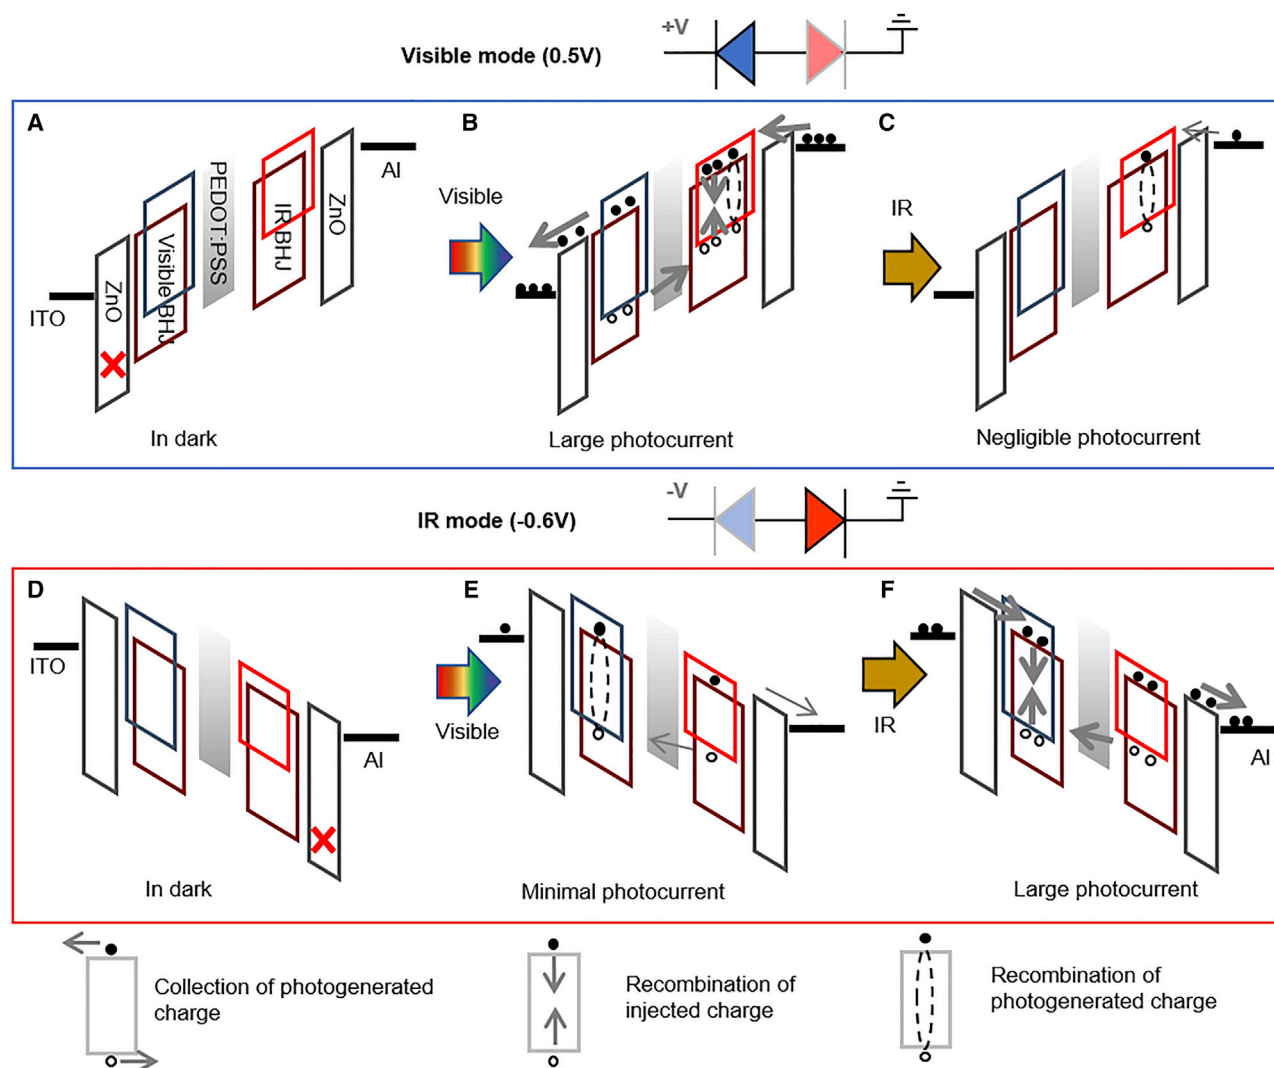 Visible mode (0.5V)
+V
A
B
C
ITO
ZnO
Visible BHJ
PEDOT:PSS
IR BHJ
ZnO
Al
Visible
IR
In dark
Large photocurrent
Negligible photocurrent
IR mode (-0.6V)
-V
D
E
F
ITO
Al
Visible
IR
Al
In dark
Minimal photocurrent
Large photocurrent
Collection of photogenerated
charge
Recombination of
injected charge
Recombination of
photogenerated charge